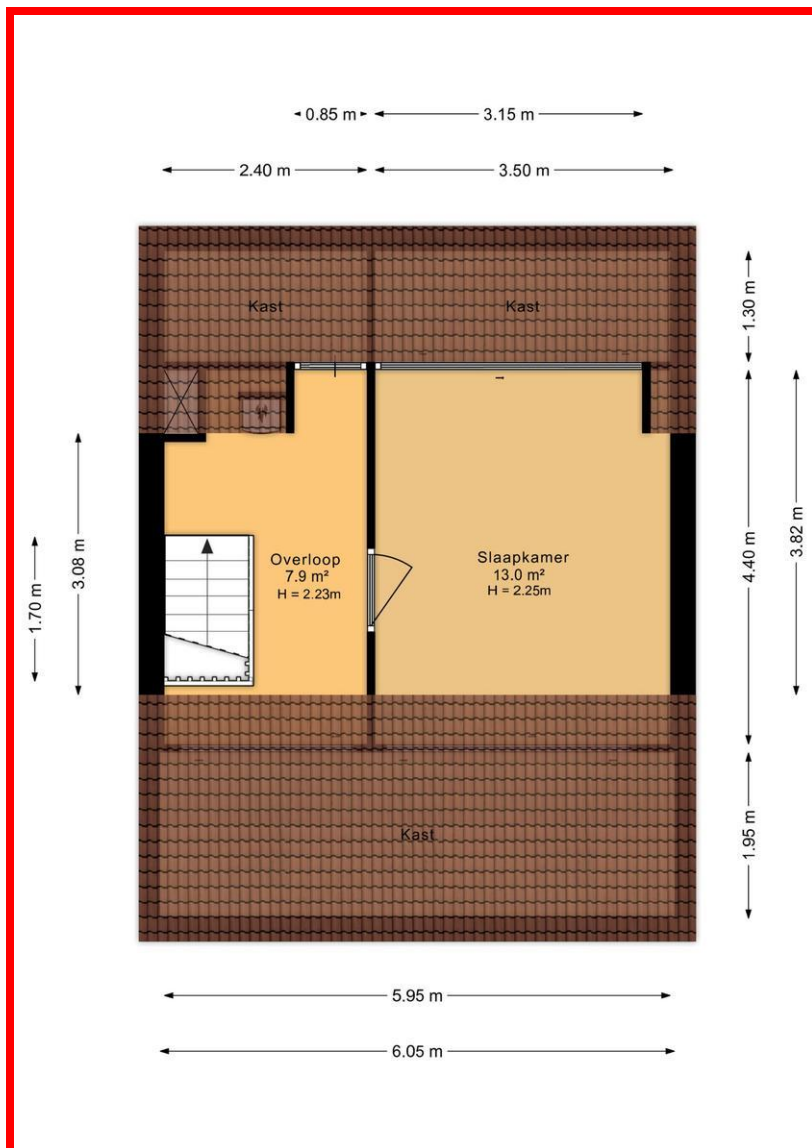 0.85 m
3.15 m
2.40 m
3.50 m
Kast
Kast
1.30 m
3.08 m
1.70 m
Overloop
7.9 m²
H = 2.23m
Slaapkamer
13.0 m²
H = 2.25m
4.40 m
3.82 m
Kast
1.95 m
5.95 m
6.05 m